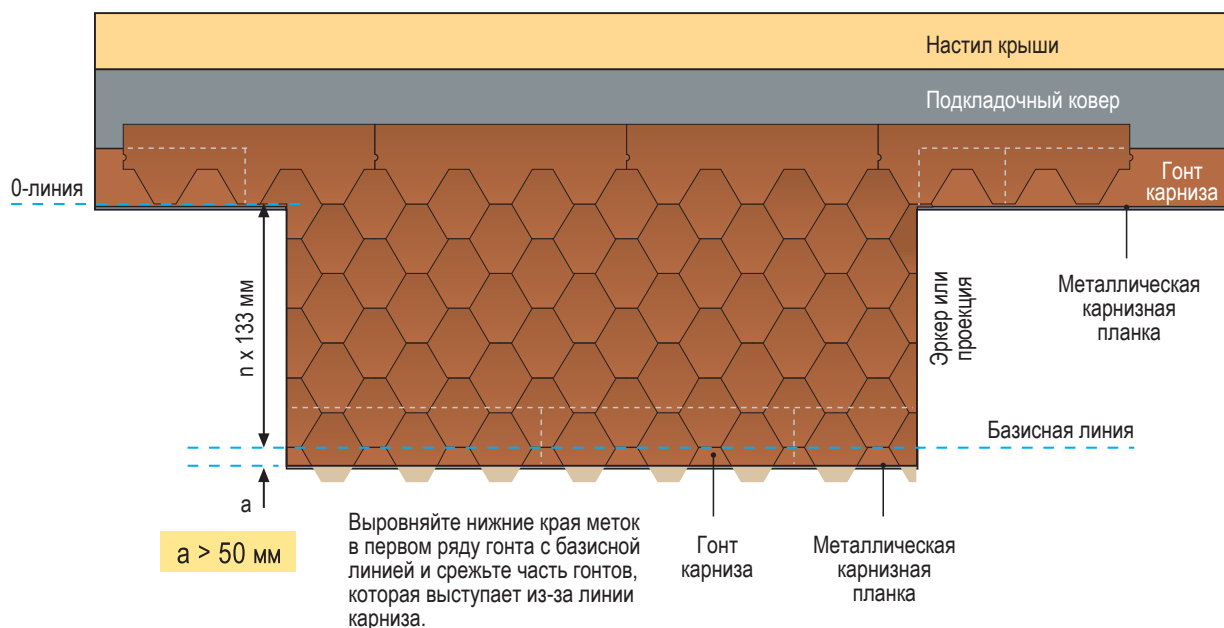 Настил крыши
Подкладочный ковер
Гонт
карниза
0-линия
n x 133 мм
Эркер или
проекция
Металлическая
карнизная
планка
Базисная линия
a
a > 50 мм
Выровняйте нижние края меток
в первом ряду гонта с базисной
линией и срежьте часть гонтов,
которая выступает из-за линии
карниза.
Гонт
карниза
Металлическая
карнизная
планка